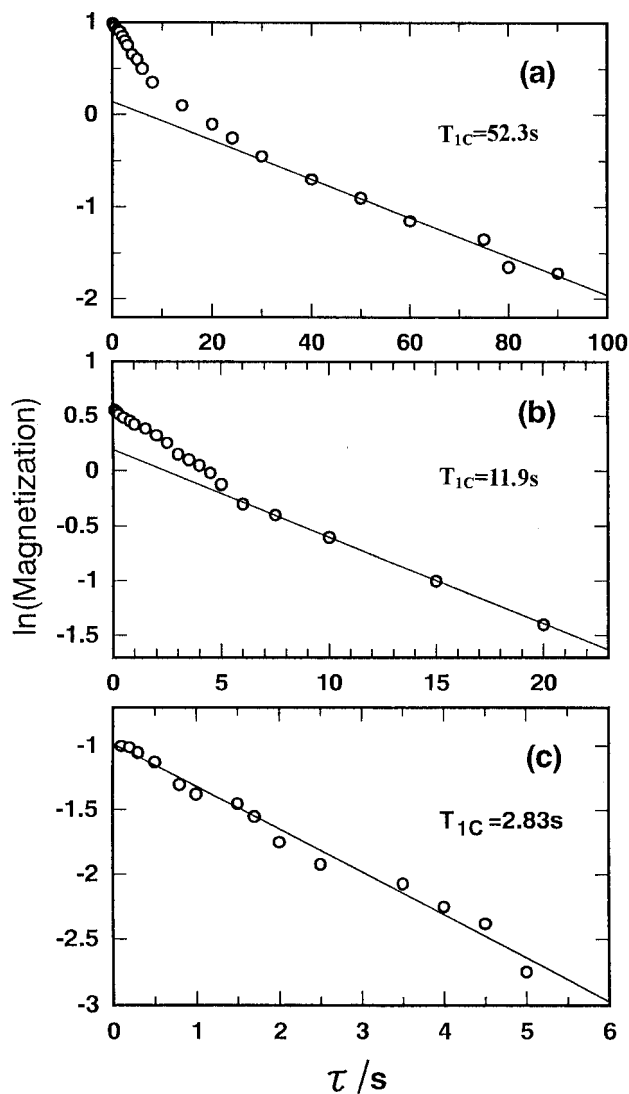 1
0
-1
-2
(a)
T1C=52.3s
0 20 40 60 80 100
1
0.5
0
-0.5
-1
-1.5
(b)
T1C=11.9s
0 5 10 15 20
-1
-1.5
-2
-2.5
-3
(c)
T1C=2.83s
0 1 2 3 4 5 6
ln(Magnetization)
τ/s